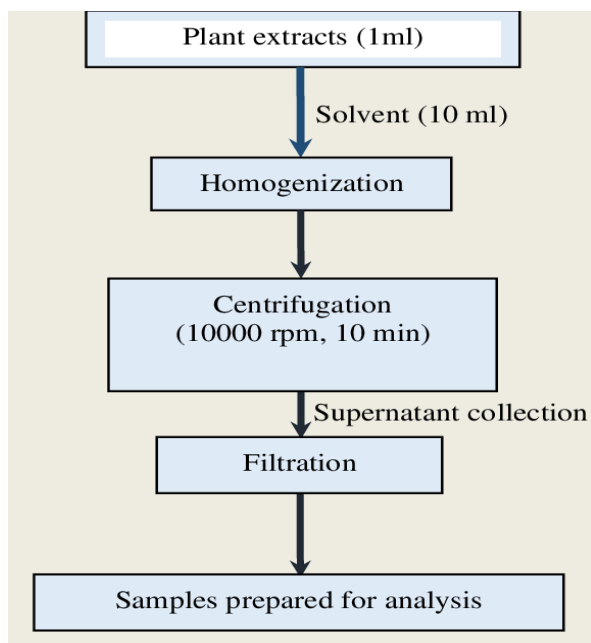 Plant extracts (1ml)
Solvent (10 ml)
Homogenization
Centrifugation
(10000 rpm, 10 min)
Supernatant collection
Filtration
Samples prepared for analysis